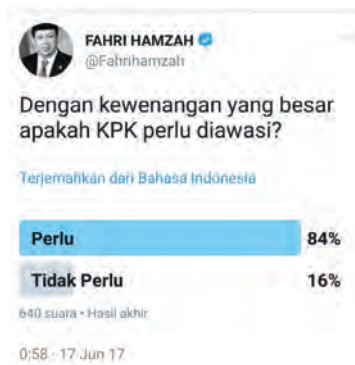 FAHRI HAMZAH
@Fahrihamzah
Dengan kewenangan yang besar
apakah KPK perlu diawasi?
Terjemahkan dari Bahasa Indonesia
Perlu 84%
Tidak Perlu 16%
640 suara • Hasil akhir
0:58 - 17 Jun 17